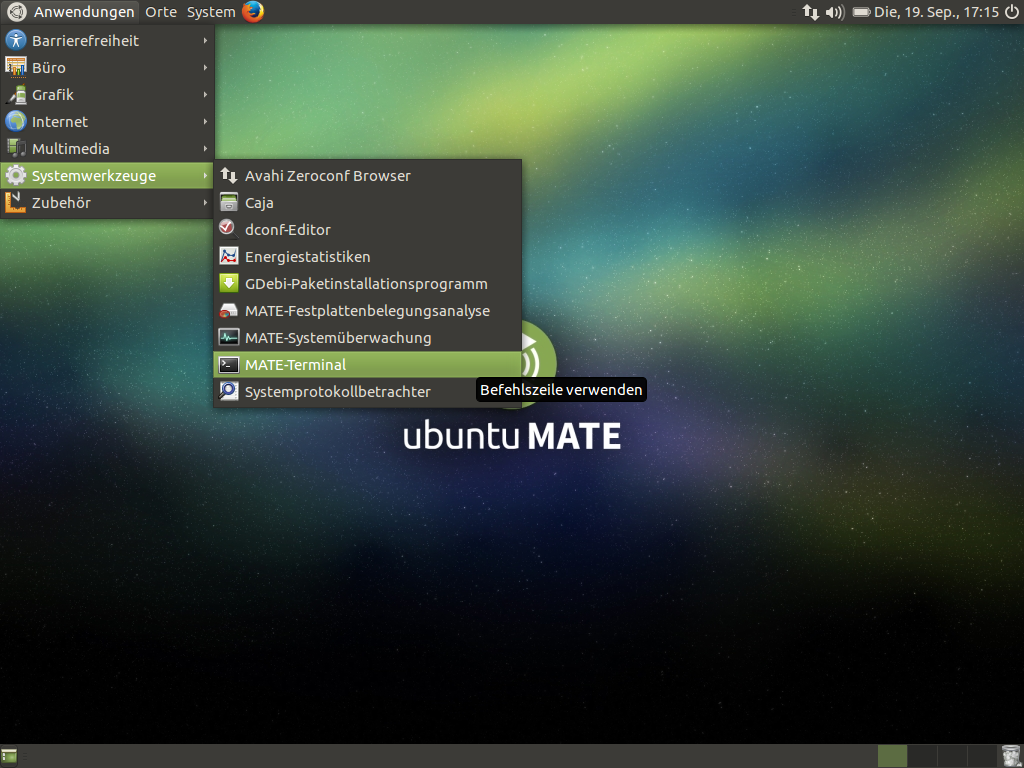 Anwendungen Orte System Die, 19. Sep., 17:15
Barrierefreiheit
Büro
Grafik
Internet
Multimedia
Systemwerkzeuge
Zubehör
Avahi Zeroconf Browser
Caja
dconf-Editor
Energiestatistiken
GDebi-Paketinstallationsprogramm
MATE-Festplattenbelegungsanalyse
MATE-Systemüberwachung
MATE-Terminal
Systemprotokollbetrachter
Befehlszeile verwenden
ubuntu MATE